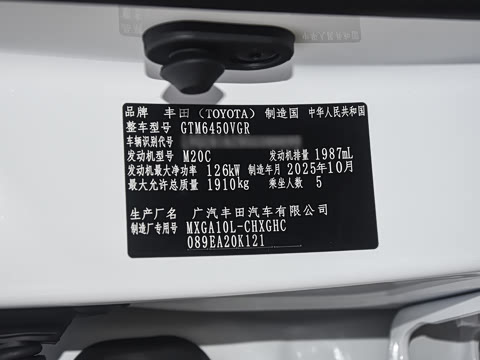 品牌 丰田（TOYOTA） 制造国 中华人民共和国
整车型号 GTM6450VGR
车辆识别代号
发动机型号 M20C 发动机排量 1987mL
发动机最大净功率 126kW 制造年月 2025年10月
最大允许总质量 1910kg 乘坐人数 5
生产厂 广汽丰田汽车有限公司
制造厂专用号 MXGA10L-CHXGHC
089EA20K121